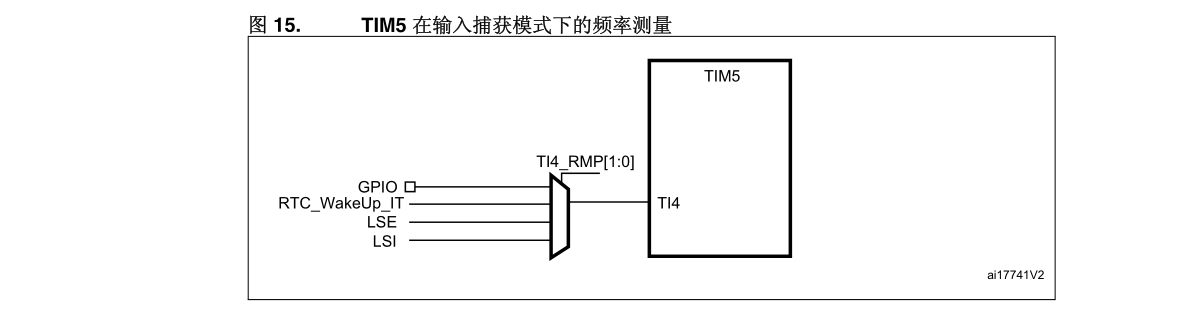 图 15. TIM5 在输入捕获模式下的频率测量
TIM5
TI4_RMP[1:0]
GPIO
RTC_WakeUp_IT
TI4
LSE
LSI
ai17741V2